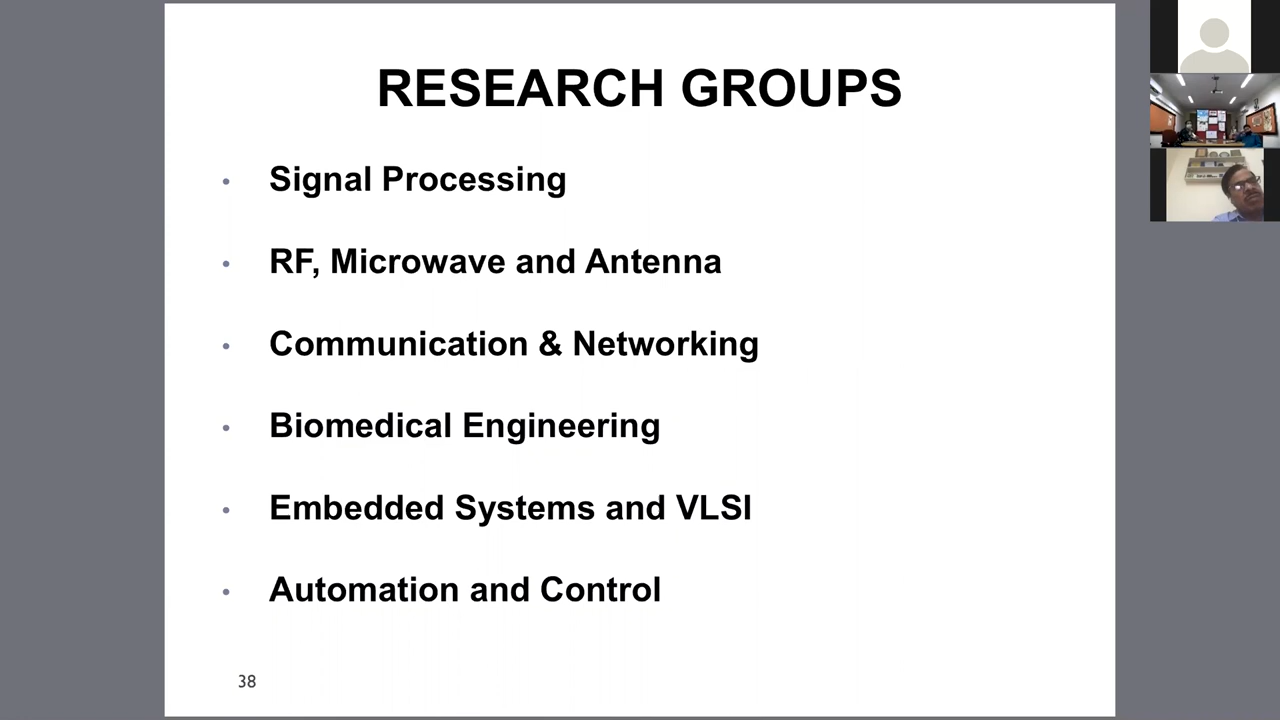 RESEARCH GROUPS
• Signal Processing
• RF, Microwave and Antenna
• Communication & Networking
• Biomedical Engineering
• Embedded Systems and VLSI
• Automation and Control
38